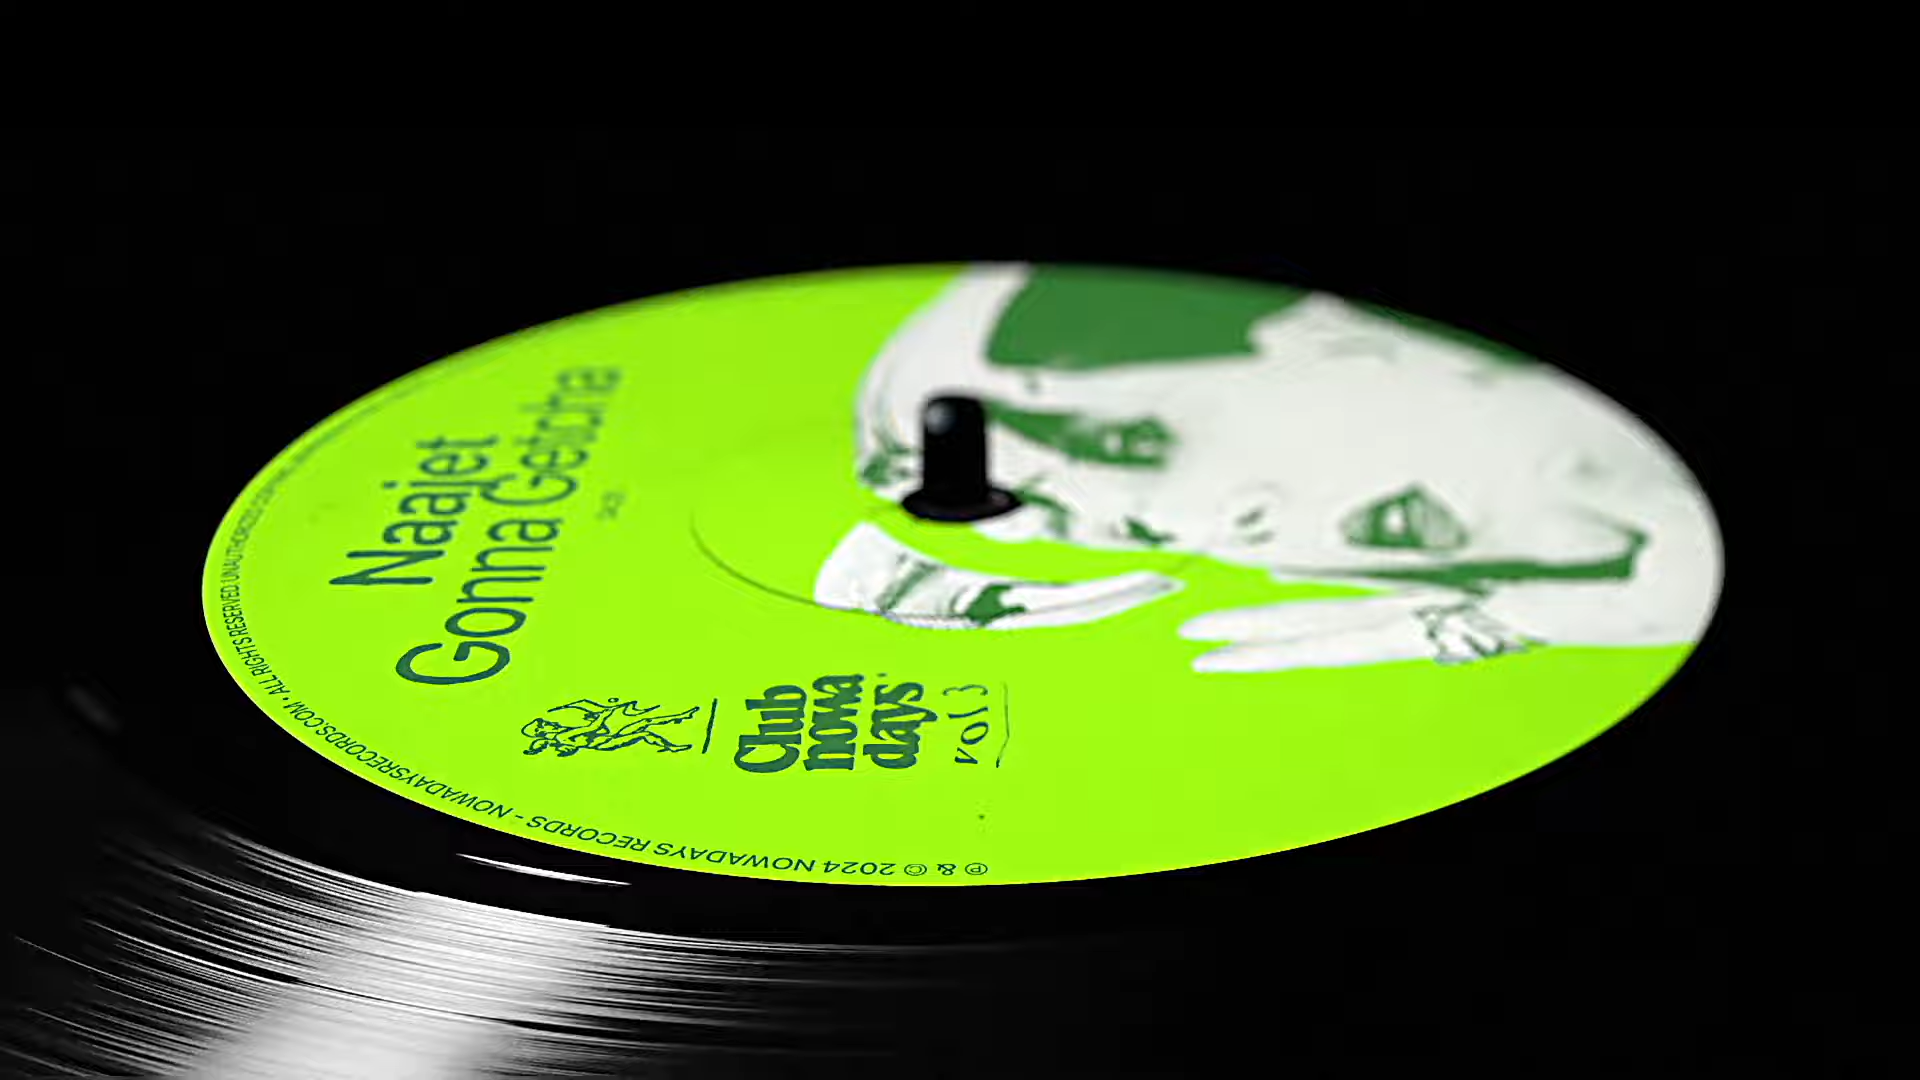 Naajet
Gonna Getcha
Club
nowa
days
vol 3
℗ & © 2024 NOWADAYS RECORDS - NOWADAYSRECORDS.COM • ALL RIGHTS RESERVED. UNAUTHORIZED